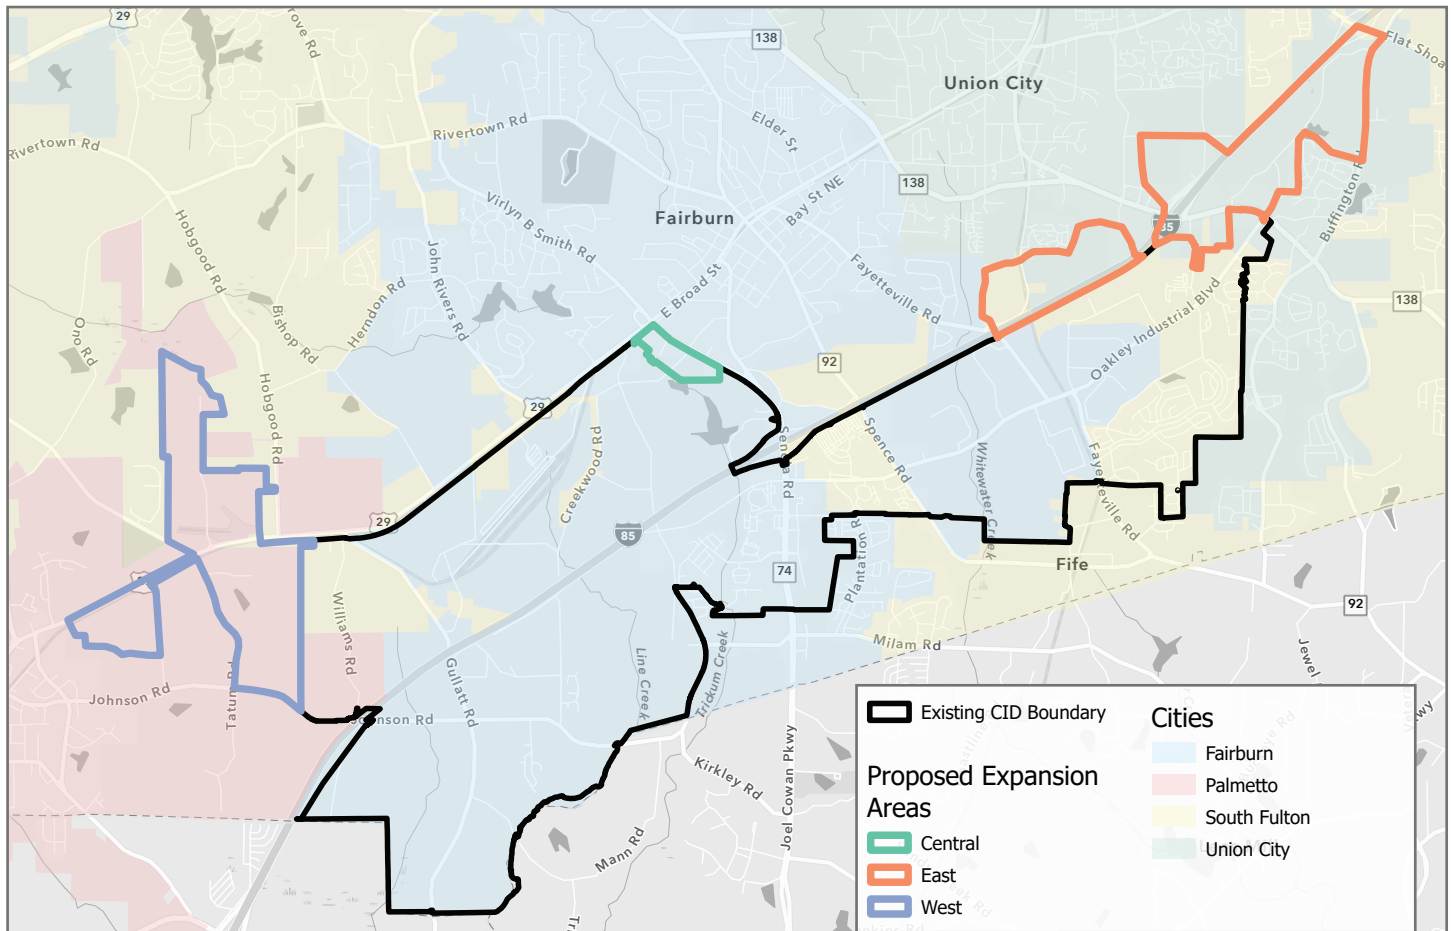 29
ove Rd
138
Flat Shoa
Union City
Elder St
Rivertown Rd
Rivertown Rd
138
Bay St NE
Virlyn B Smith Rd
Fairburn
Hobgood Rd
85
Buffington Rd
John Rivers Rd
Fayetteville Rd
E Broad St
Herndon Rd
Bishop Rd
Ono Rd
138
Oakley Industrial Blvd
92
Hobgood Rd
29
Senoia Rd
Spence Rd
Creekwood Rd
Whitewater Creek
Fayetteville Rd
29
85
Plantation R
Fife
74
92
Williams Rd
Milam Rd
Jewel
Line Creek
Trickum Creek
Gullatt Rd
Johnson Rd
Tatum Rd
Johnson Rd
Kirkley Rd
Joel Cowan Pkwy
Mann Rd
Tr
wy
Existing CID Boundary
Proposed Expansion
Areas
Central
East
West
Cities
Fairburn
Palmetto
South Fulton
Union City